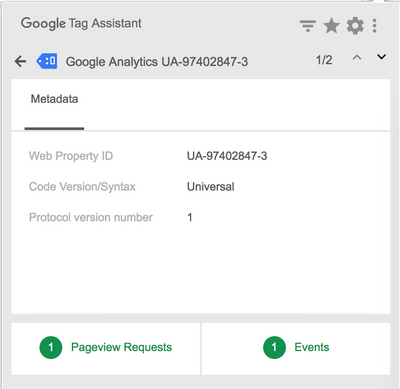 Google Tag Assistant
:0 Google Analytics UA-97402847-3 1/2
Metadata
Web Property ID UA-97402847-3
Code Version/Syntax Universal
Protocol version number 1
1 Pageview Requests 1 Events